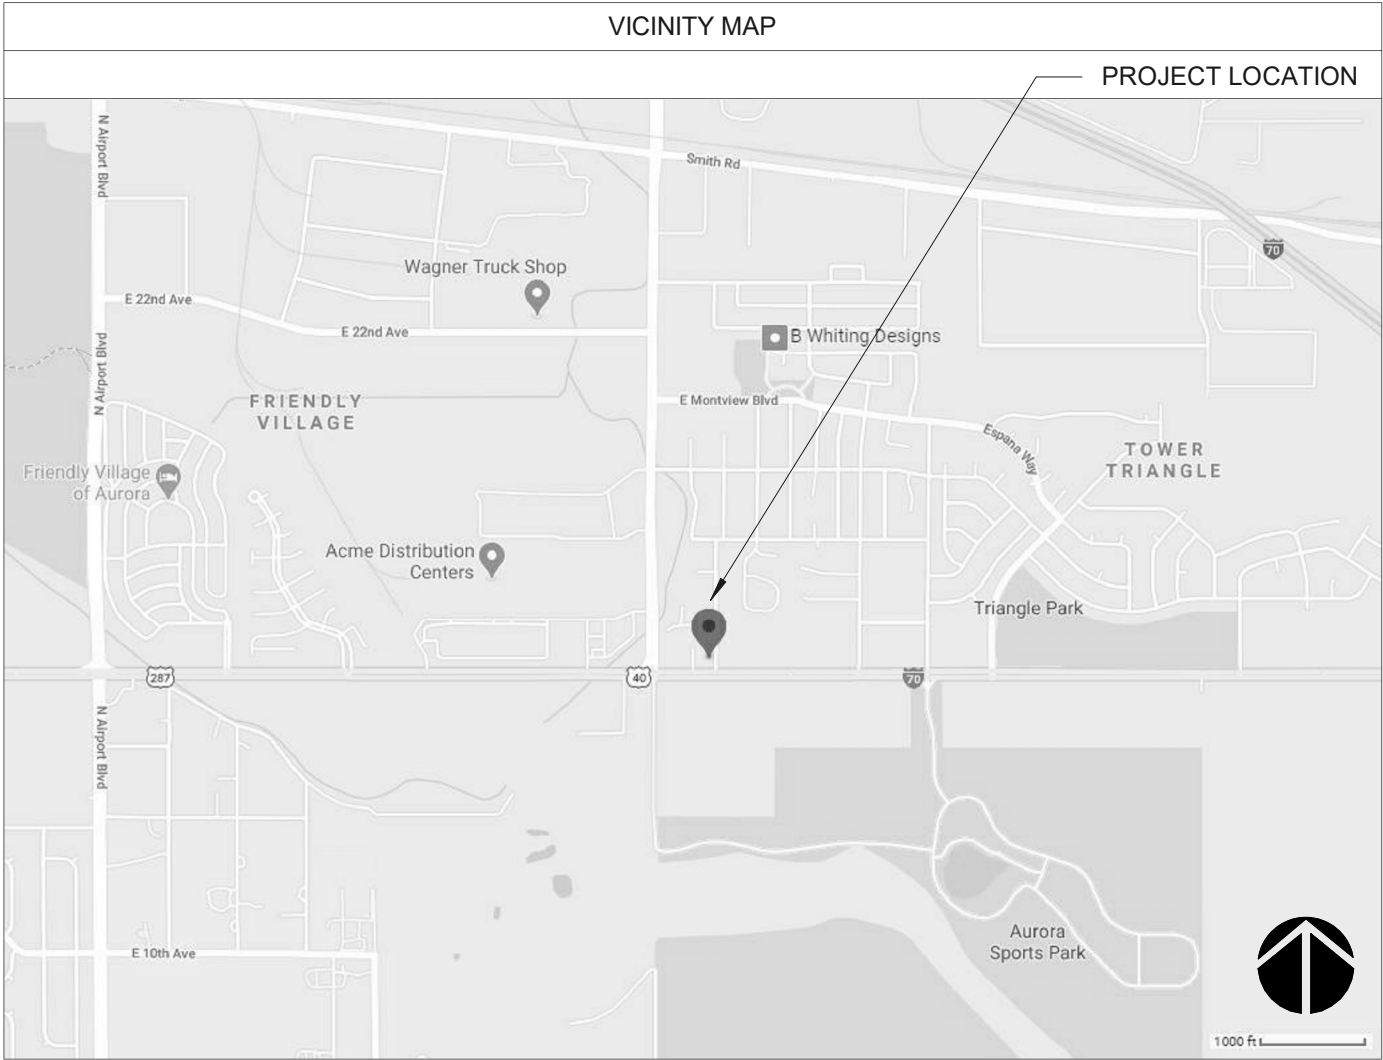 VICINITY MAP
PROJECT LOCATION
N Airport Blvd
Smith Rd
70
Wagner Truck Shop
E 22nd Ave
E 22nd Ave
B Whiting Designs
N Airport Blvd
FRIENDLY
VILLAGE
E Montview Blvd
Espana Way
TOWER
TRIANGLE
Friendly Village
of Aurora
Acme Distribution
Centers
Triangle Park
287
40
70
N Airport Blvd
E 10th Ave
Aurora
Sports Park
1000 ft